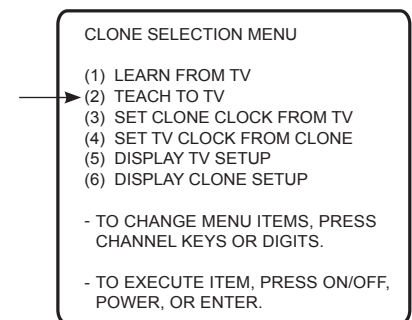 CLONE SELECTION MENU
(1) LEARN FROM TV
(2) TEACH TO TV
(3) SET CLONE CLOCK FROM TV
(4) SET TV CLOCK FROM CLONE
(5) DISPLAY TV SETUP
(6) DISPLAY CLONE SETUP
- TO CHANGE MENU ITEMS, PRESS
CHANNEL KEYS OR DIGITS.
- TO EXECUTE ITEM, PRESS ON/OFF,
POWER, OR ENTER.